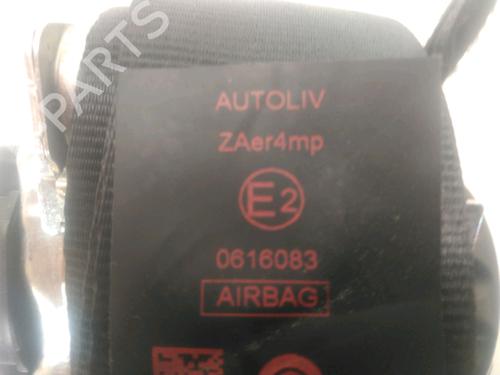 PARTS
AUTOLIV
ZAer4mp
E2
0616083
AIRBAG